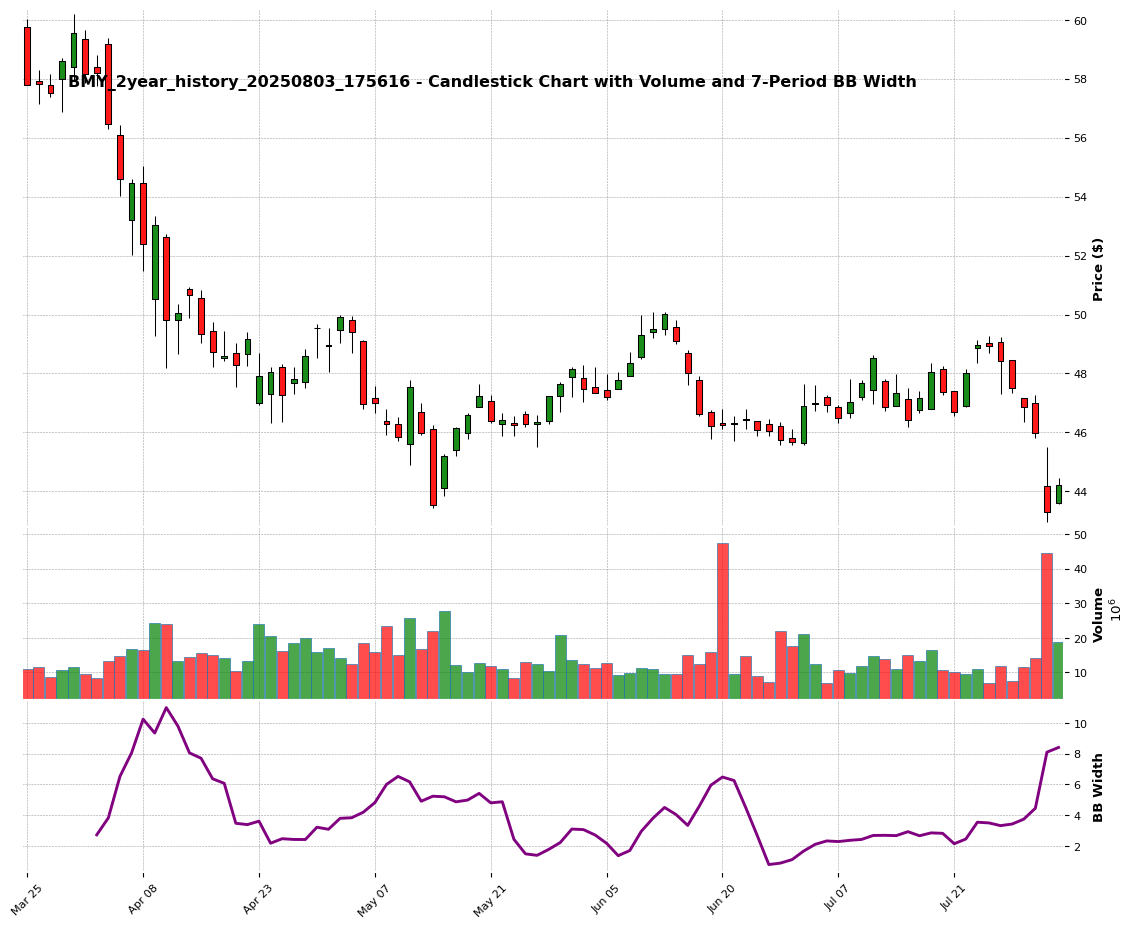 BMY_2year_history_20250803_175616 - Candlestick Chart with Volume and 7-Period BB Width
60
58
56
54
52
50
48
46
44
Price ($)
50
40
30
20
10
Volume
10^6
10
8
6
4
2
BB Width
Mar 25
Apr 08
Apr 23
May 07
May 21
Jun 05
Jun 20
Jul 07
Jul 21